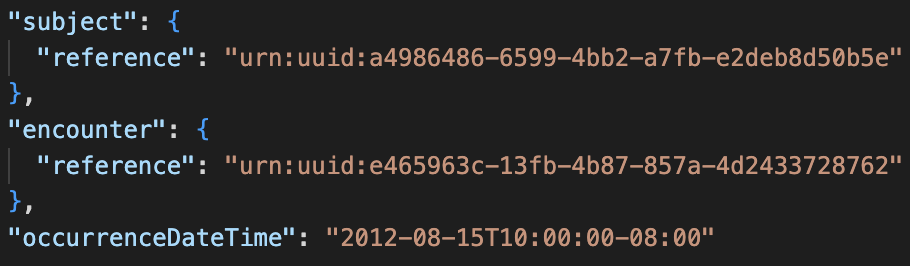 "subject": {
  "reference": "urn:uuid:a4986486-6599-4bb2-a7fb-e2deb8d50b5e"
},
"encounter": {
  "reference": "urn:uuid:e465963c-13fb-4b87-857a-4d2433728762"
},
"occurrenceDateTime": "2012-08-15T10:00:00-08:00"